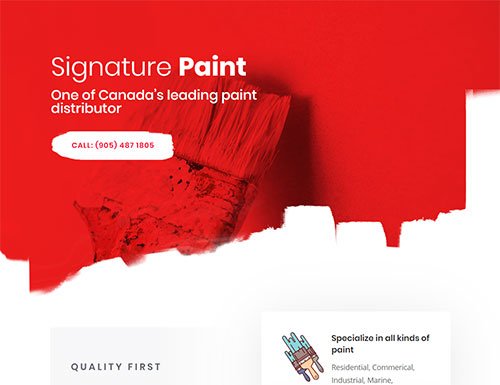 Signature Paint
One of Canada's leading paint
distributor
CALL: (905) 487 1805
QUALITY FIRST
Specialize in all kinds of
paint
Residential, Commerical,
Industrial, Marine,